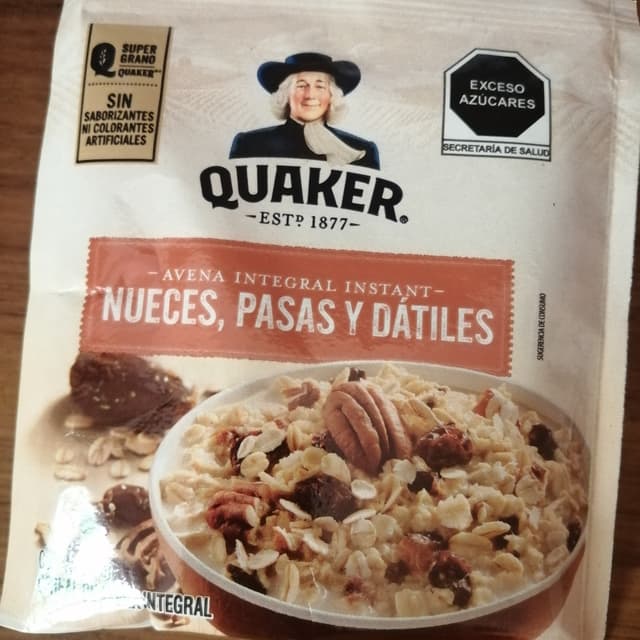 SUPER
GRANO
QUAKER
SIN
SABORIZANTES
NI COLORANTES
ARTIFICIALES
EXCESO
AZÚCARES
SECRETARÍA DE SALUD
QUAKER®
ESTD 1877
AVENA INTEGRAL INSTANT
NUECES, PASAS Y DÁTILES
SUGERENCIA DE CONSUMO
INTEGRAL